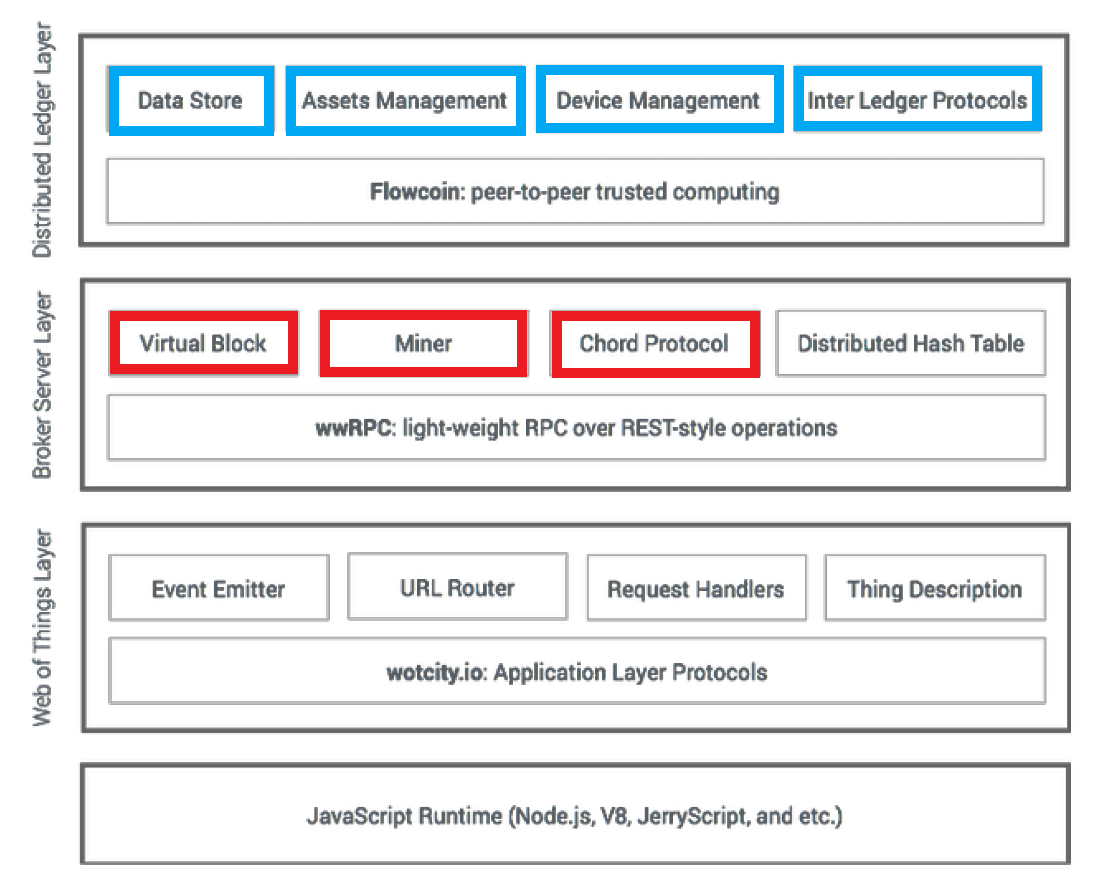 Distributed Ledger Layer
Data Store
Assets Management
Device Management
Inter Ledger Protocols
Flowcoin: peer-to-peer trusted computing
Broker Server Layer
Virtual Block
Miner
Chord Protocol
Distributed Hash Table
wwRPC: light-weight RPC over REST-style operations
Web of Things Layer
Event Emitter
URL Router
Request Handlers
Thing Description
wotcity.io: Application Layer Protocols
JavaScript Runtime (Node.js, V8, JerryScript, and etc.)